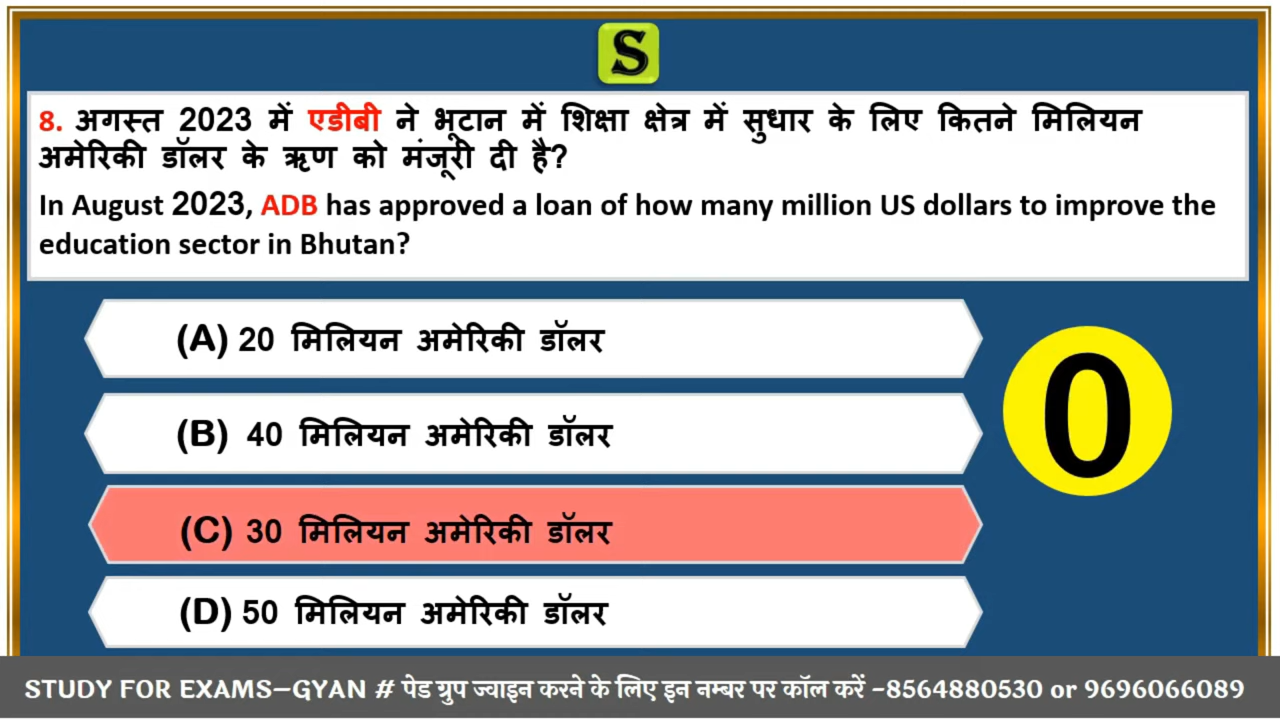 S
8. अगस्त 2023 में एडीबी ने भूटान में शिक्षा क्षेत्र में सुधार के लिए कितने मिलियन
अमेरिकी डॉलर के ऋण को मंजूरी दी है?
In August 2023, ADB has approved a loan of how many million US dollars to improve the
education sector in Bhutan?
(A) 20 मिलियन अमेरिकी डॉलर
(B) 40 मिलियन अमेरिकी डॉलर
0
(C) 30 मिलियन अमेरिकी डॉलर
(D) 50 मिलियन अमेरिकी डॉलर
STUDY FOR EXAMS–GYAN # पेड ग्रुप ज्वाइन करने के लिए इन नम्बर पर कॉल करें -8564880530 or 9696066089